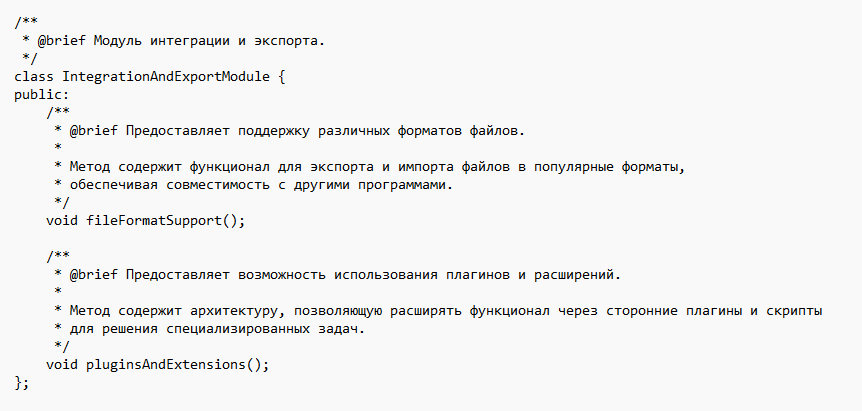 /**
 * @brief Модуль интеграции и экспорта.
 */
class IntegrationAndExportModule {
public:
    /**
     * @brief Предоставляет поддержку различных форматов файлов.
     *
     * Метод содержит функционал для экспорта и импорта файлов в популярные форматы,
     * обеспечивая совместимость с другими программами.
     */
    void fileFormatSupport();

    /**
     * @brief Предоставляет возможность использования плагинов и расширений.
     *
     * Метод содержит архитектуру, позволяющую расширять функционал через сторонние плагины и скрипты
     * для решения специализированных задач.
     */
    void pluginsAndExtensions();
};